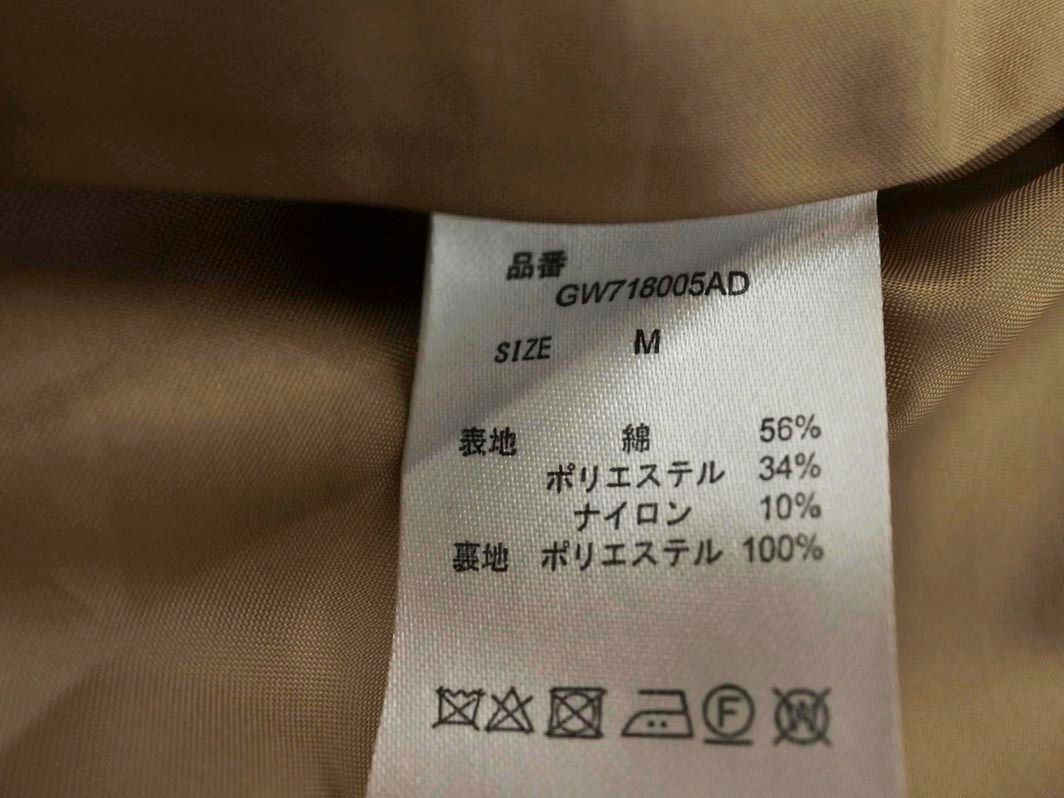 品番
GW718005AD
SIZE M
表地 綿 56%
ポリエステル 34%
ナイロン 10%
裏地 ポリエステル 100%
F W